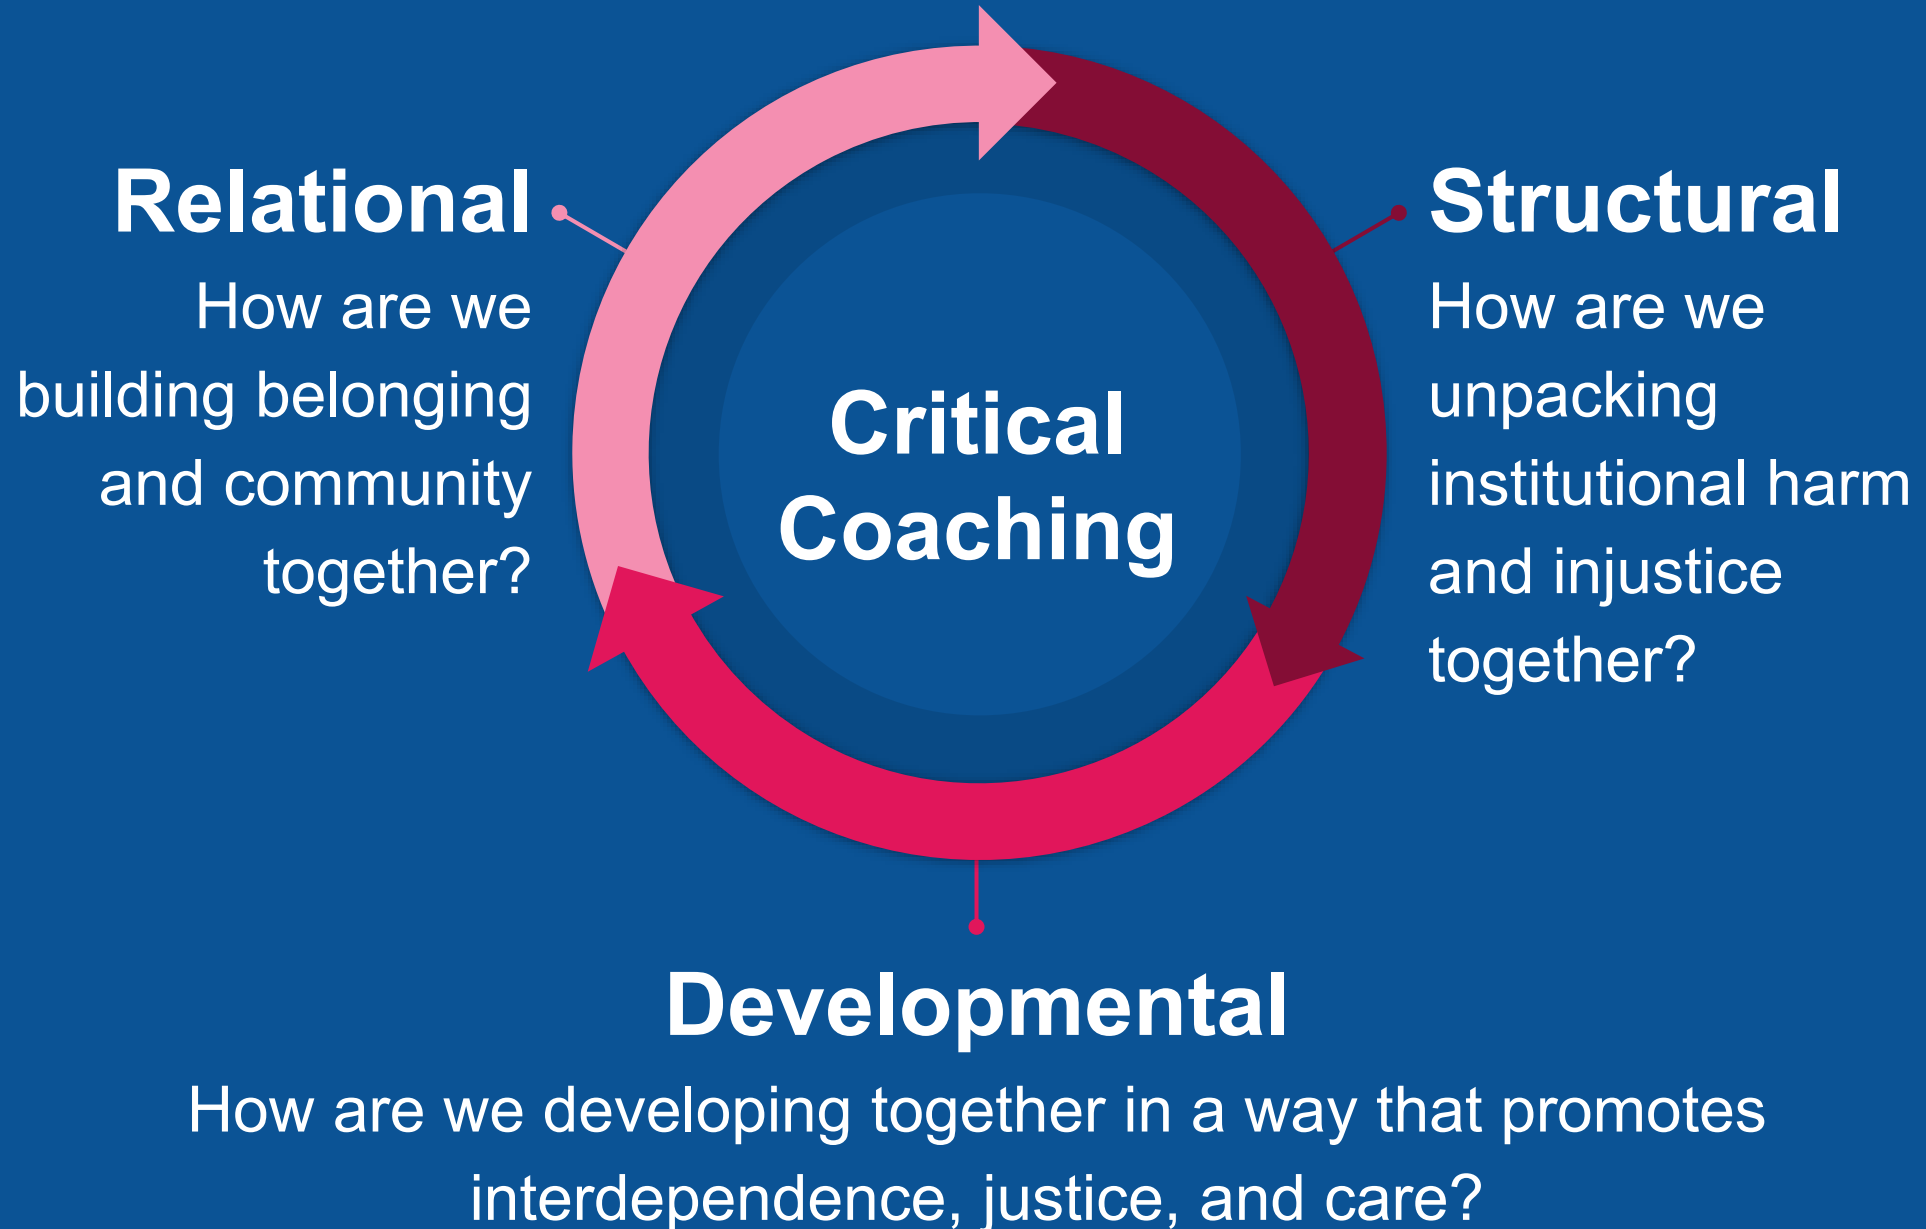 Relational
How are we
building belonging
and community
together?
Critical
Coaching
Structural
How are we
unpacking
institutional harm
and injustice
together?
Developmental
How are we developing together in a way that promotes
interdependence, justice, and care?